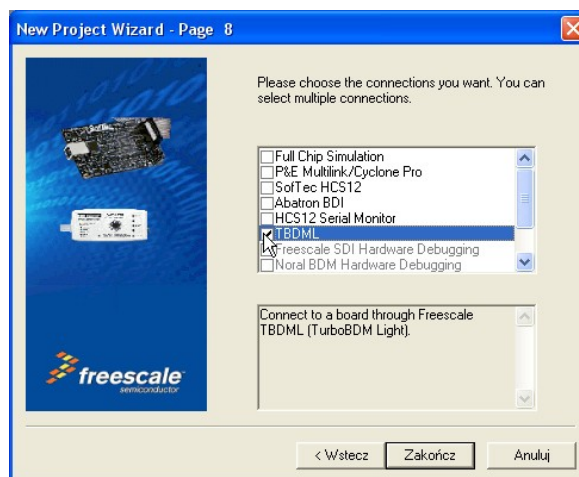 New Project Wizard - Page 8
Please choose the connections you want. You can
select multiple connections.
Full Chip Simulation
P&E Multilink/Cyclone Pro
SofTec HCS12
Abatron BDI
HCS12 Serial Monitor
TBDML
Freescale SDI Hardware Debugging
Noral BDM Hardware Debugging
Connect to a board through Freescale
TBDML (TurboBDM Light).
freescale
semiconductor
< Wstecz
Zakończ
Anuluj